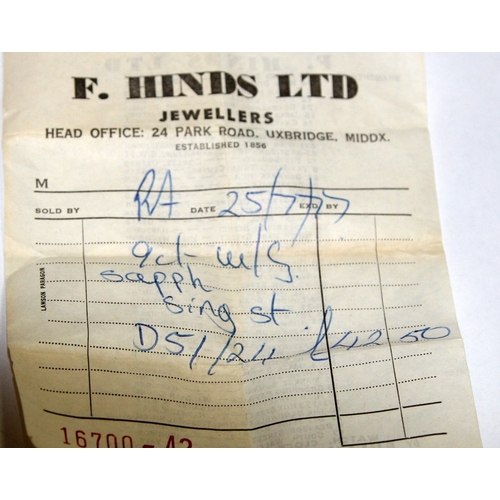 F. HINDS LTD
JEWELLERS
HEAD OFFICE: 24 PARK ROAD, UXBRIDGE, MIDDX.
ESTABLISHED 1856
M
SOLD BY RA DATE 25/7/77 EXD BY
9ct w/G.
sapph
sing st
D51/24 £42 50
LAMSON PARAGON
16700-42